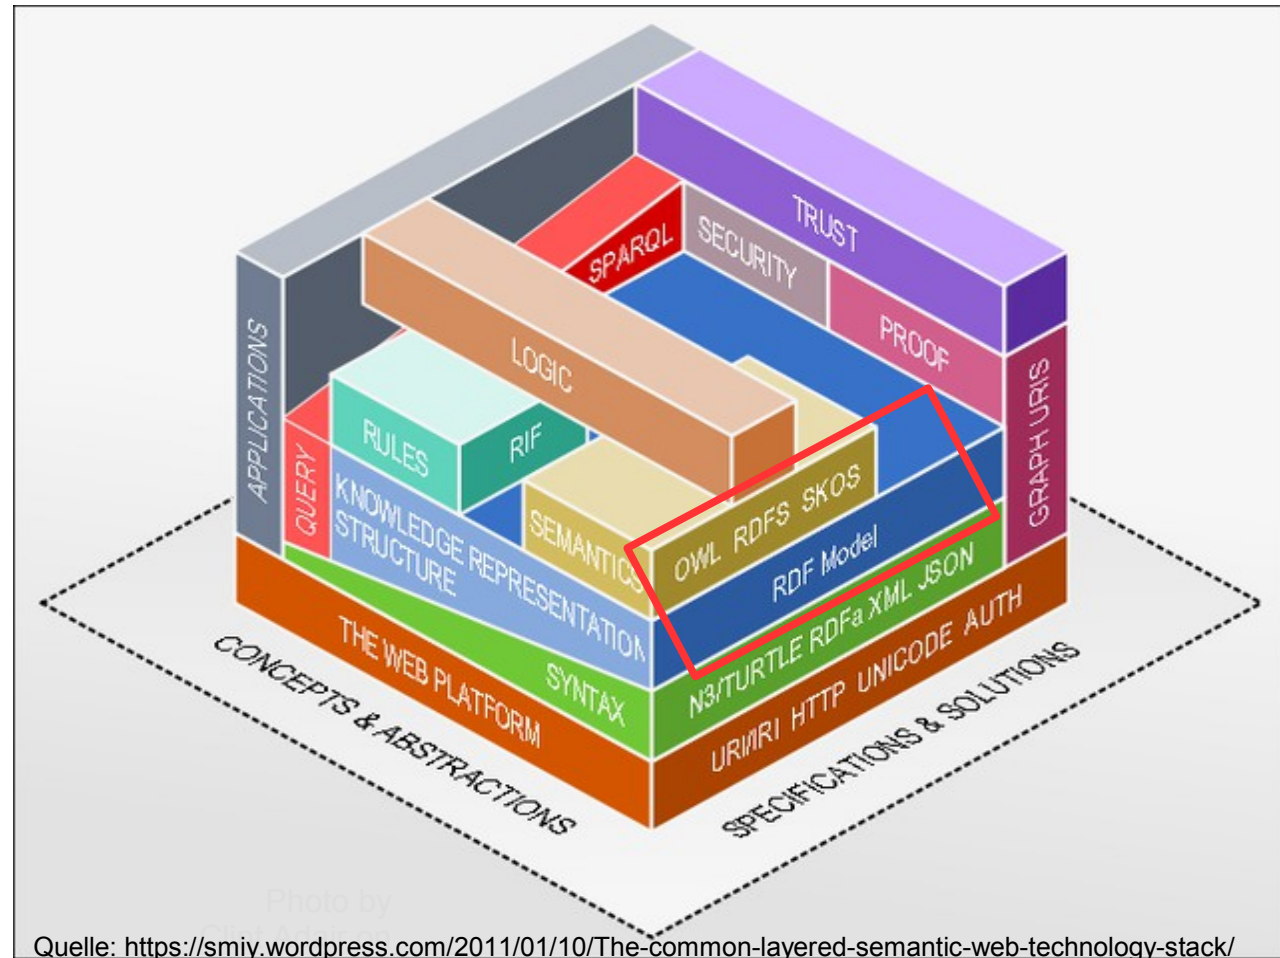 TRUST
SPARQL
SECURITY
PROOF
LOGIC
APPLICATIONS
QUERY
RULES
RIF
GRAPH URIS
KNOWLEDGE REPRESENTATION
STRUCTURE
SEMANTICS
OWL RDFS SKOS
RDF Model
SYNTAX
N3/TURTLE RDFa XML JSON
THE WEB PLATFORM
URI/IRI HTTP UNICODE AUTH
CONCEPTS & ABSTRACTIONS
SPECIFICATIONS & SOLUTIONS
Photo by
Quelle: https://smiy.wordpress.com/2011/01/10/The-common-layered-semantic-web-technology-stack/